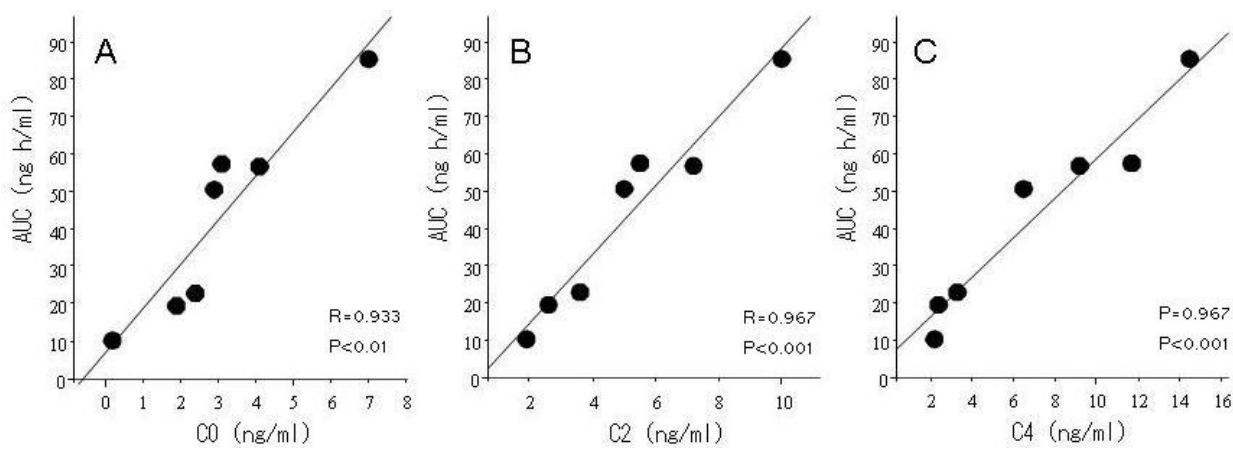 A
AUC (ng h/ml)
90
80
70
60
50
40
30
20
10
0
R=0.933
P<0.01
0 1 2 3 4 5 6 7 8
C0 (ng/ml)
B
AUC (ng h/ml)
90
80
70
60
50
40
30
20
10
0
R=0.967
P<0.001
2 4 6 8 10
C2 (ng/ml)
C
AUC (ng h/ml)
90
80
70
60
50
40
30
20
10
0
P=0.967
P<0.001
2 4 6 8 10 12 14 16
C4 (ng/ml)